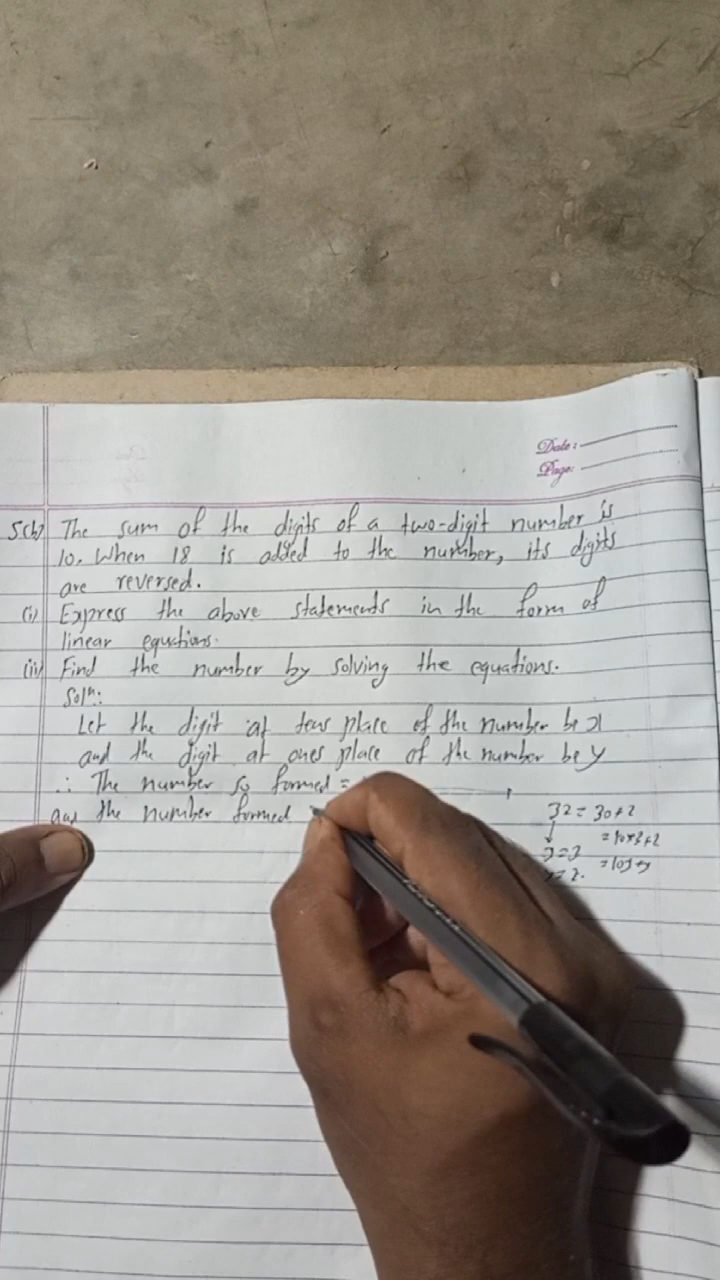 Date:
Page:
5.(b) The sum of the digits of a two-digit number is
10. When 18 is added to the number, its digits
are reversed.
(i) Express the above statements in the form of
linear equctions.
(ii) Find the number by solving the equations.
Solⁿ:
Let the digit at tens place of the number be x
and the digit at ones place of the number be y
∴ The number so formed =
and the number formed
32 = 30+2
= 10×3+2
x=3
y=2.